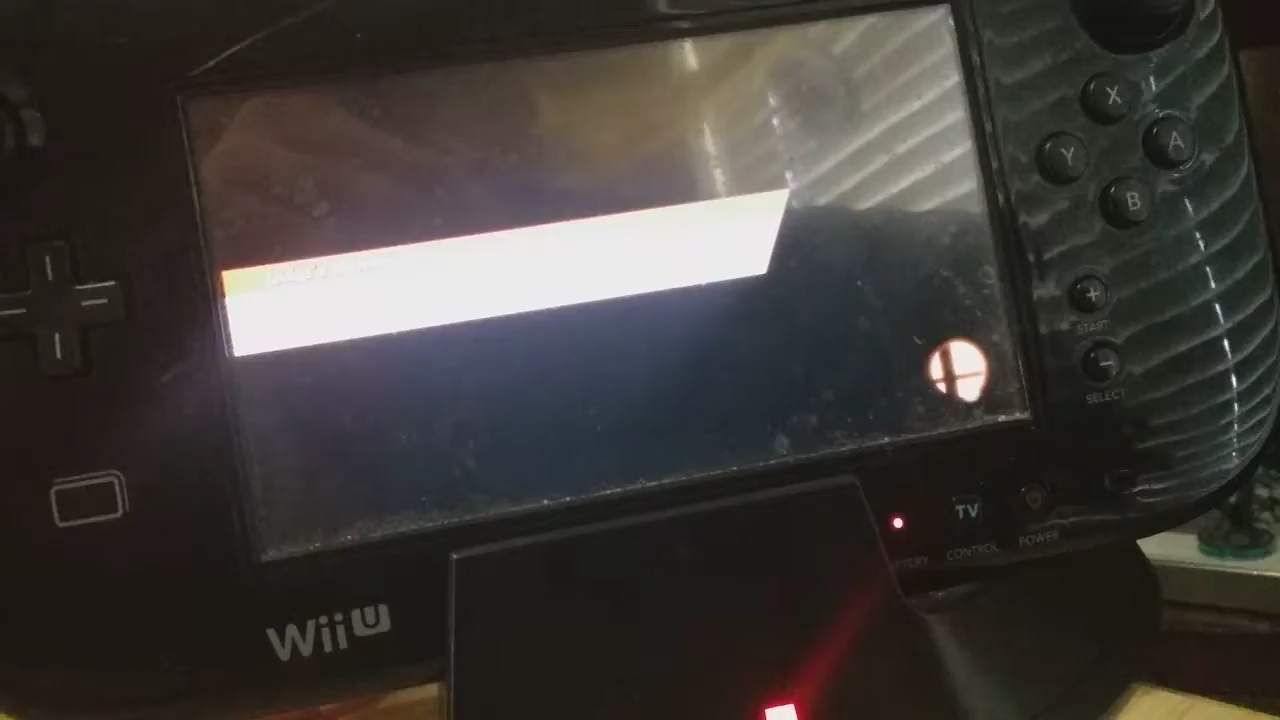 X
Y
A
B
START
SELECT
TV
CONTROL
POWER
Wii U